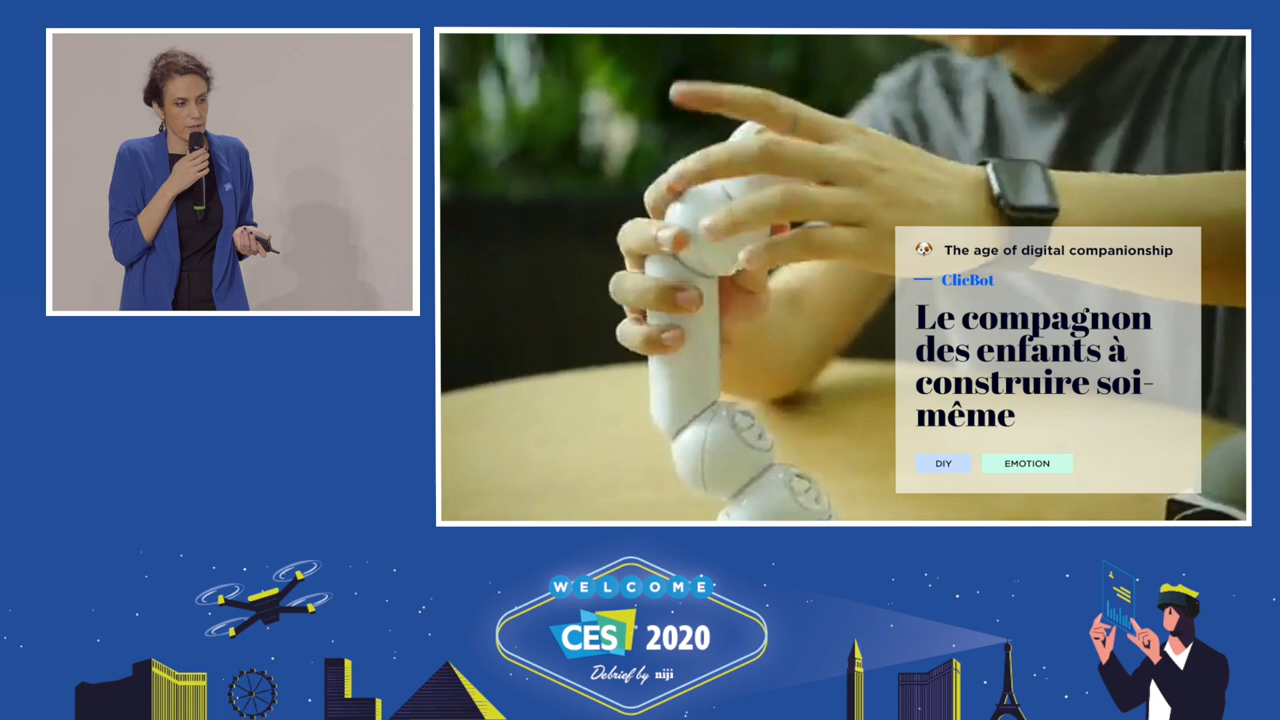 The age of digital companionship
ClicBot
Le compagnon
des enfants à
construire soi-
même
DIY
EMOTION
WELCOME
CES 2020
Debrief by niji